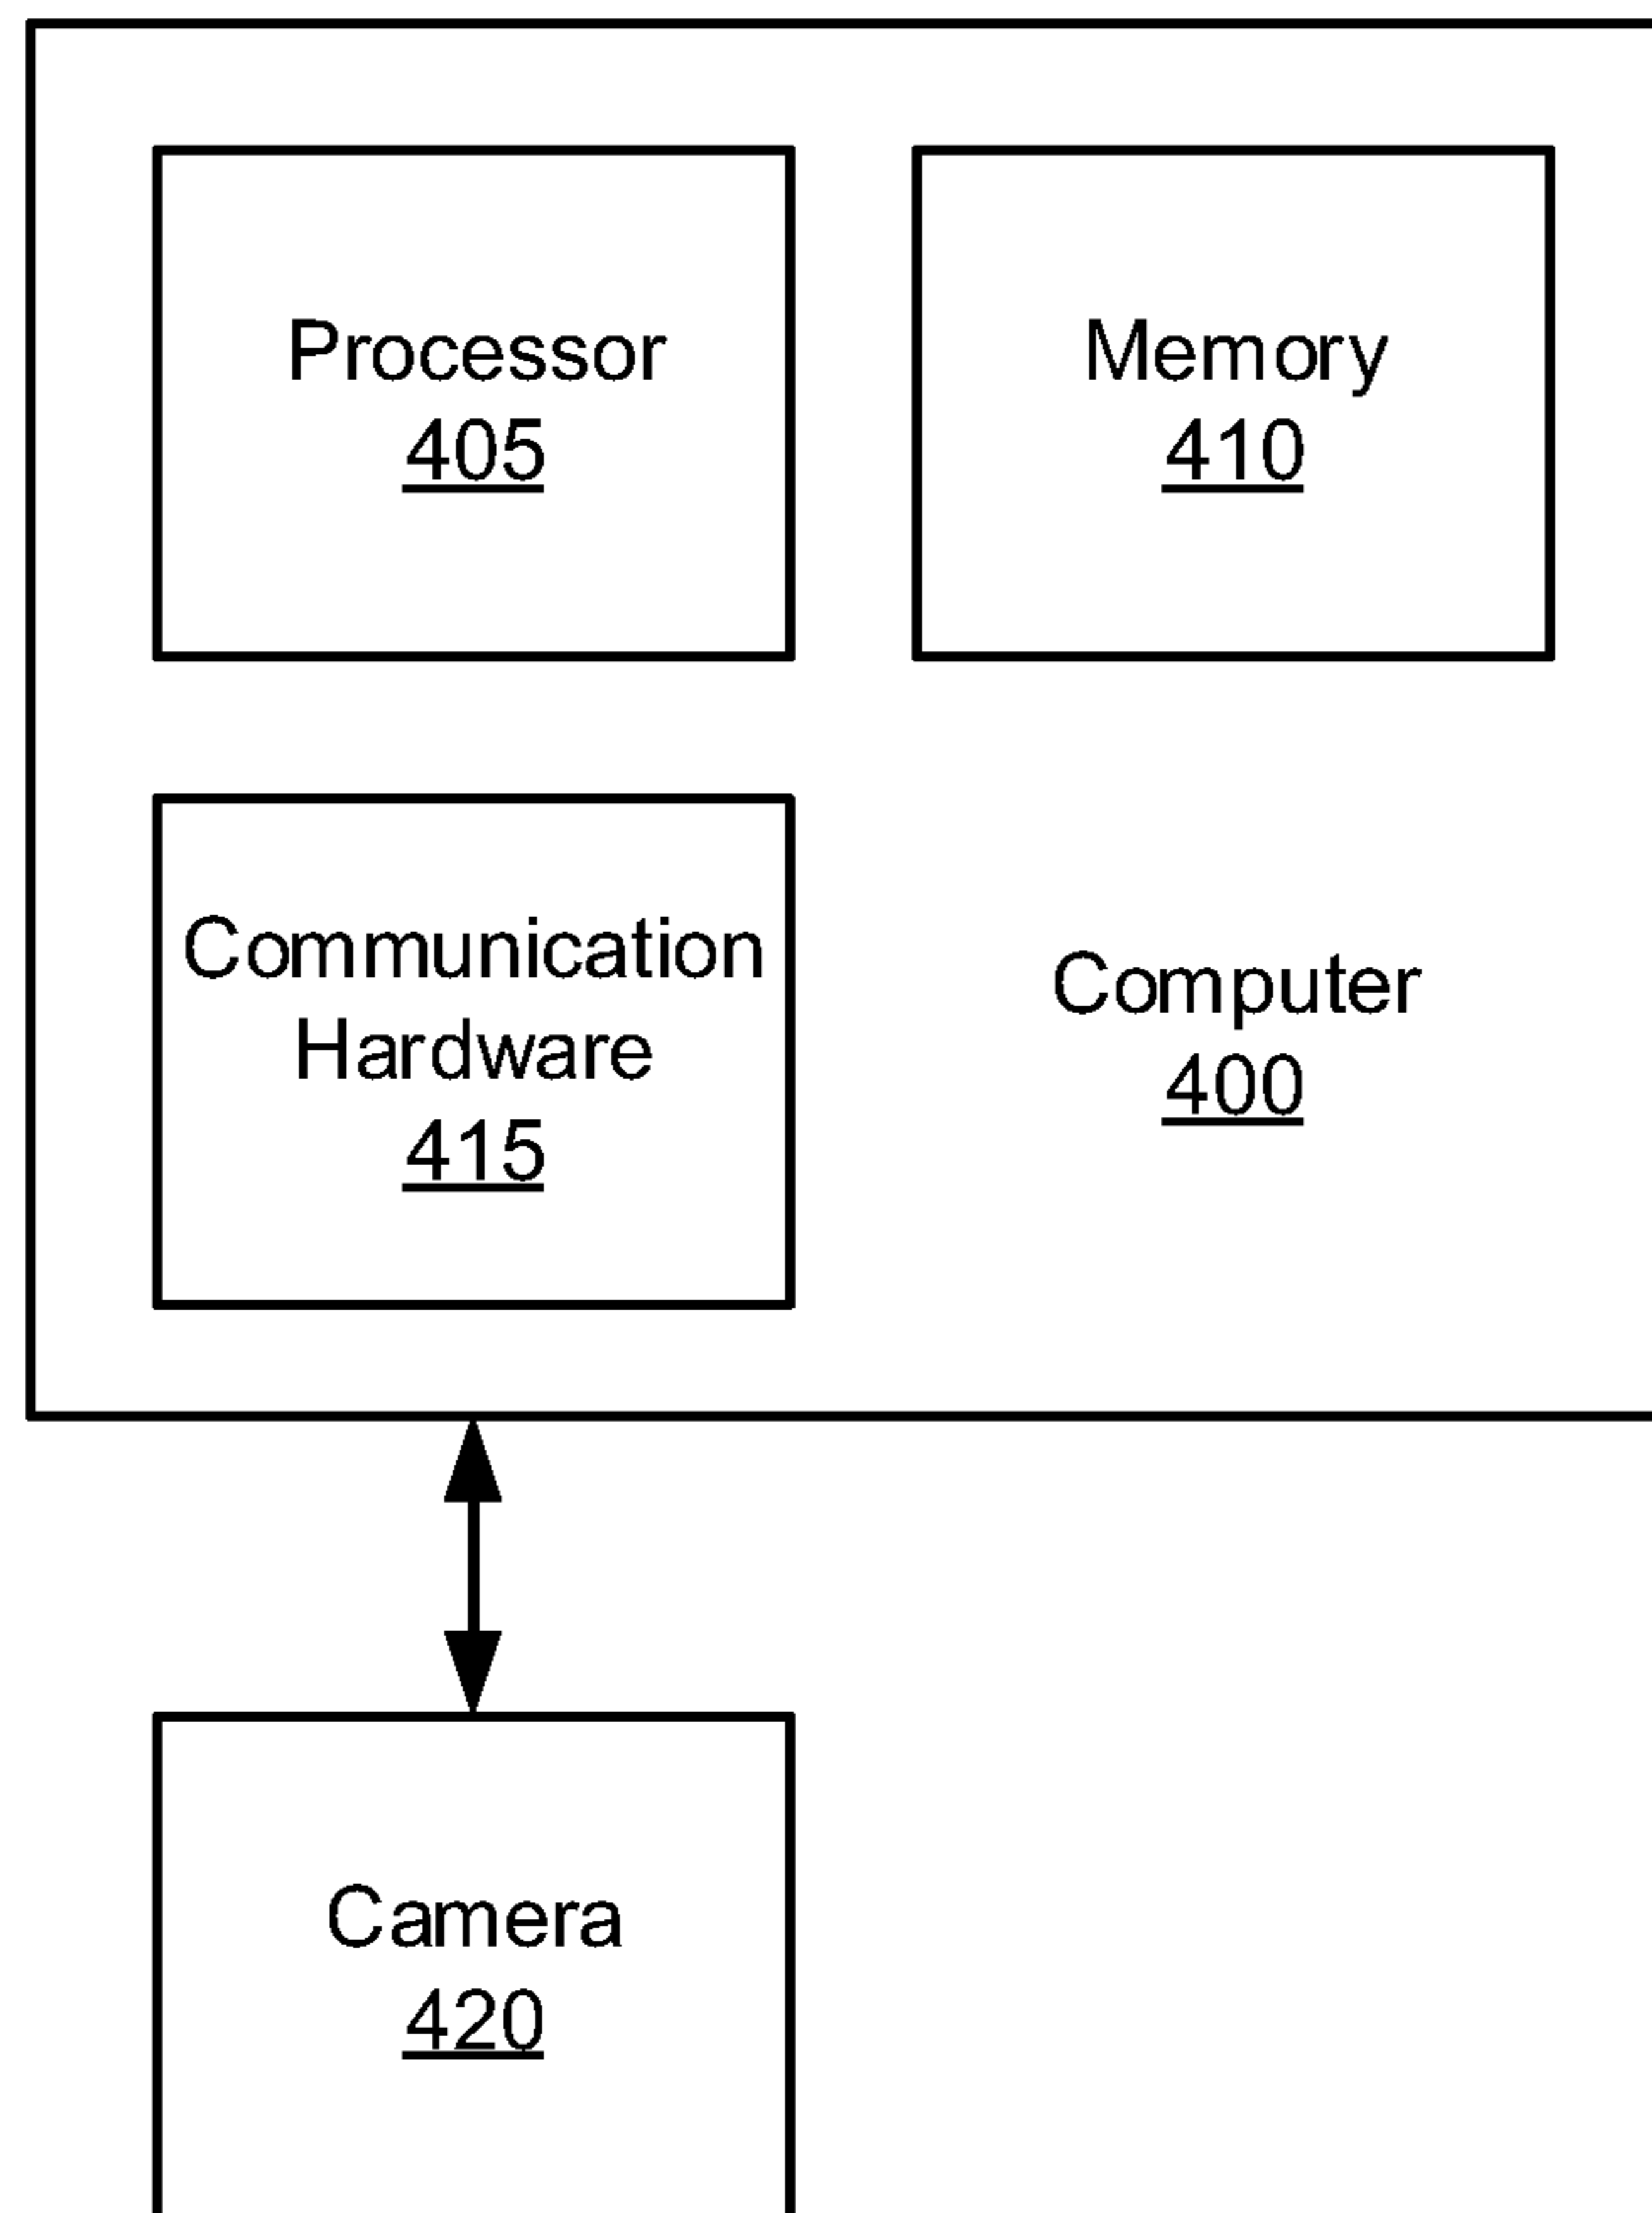 Processor
405
Memory
410
Communication
Hardware
415
Computer
400
Camera
420